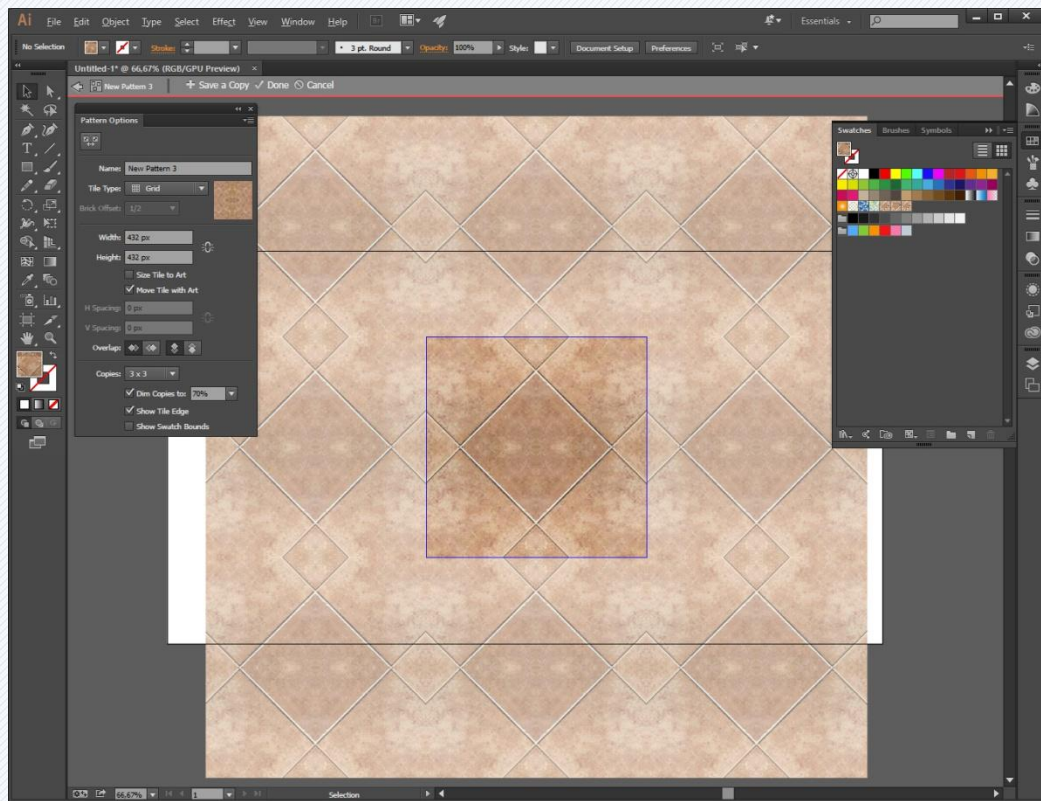 Ai File Edit Object Type Select Effect View Window Help Essentials
No Selection Stroke: 3 pt. Round Opacity: 100% Style: Document Setup Preferences
Untitled-1* @ 66,67% (RGB/GPU Preview) ×
New Pattern 3 + Save a Copy Done Cancel
Pattern Options
Name: New Pattern 3
Tile Type: Grid
Brick Offset: 1/2
Width: 432 px
Height: 432 px
Size Tile to Art
Move Tile with Art
H Spacing: 0 px
V Spacing: 0 px
Overlap:
Copies: 3 x 3
Dim Copies to: 70%
Show Tile Edge
Show Swatch Bounds
Swatches Brushes Symbols
66,67% 1 Selection